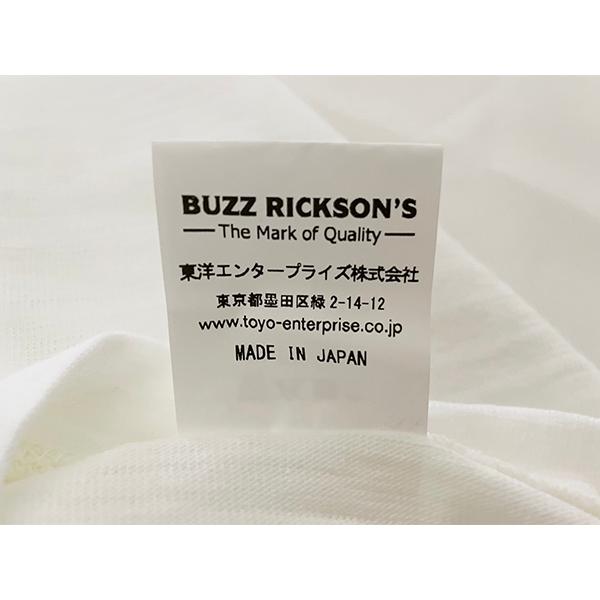 BUZZ RICKSON'S
The Mark of Quality
東洋エンタープライズ株式会社
東京都墨田区緑2-14-12
www.toyo-enterprise.co.jp
MADE IN JAPAN